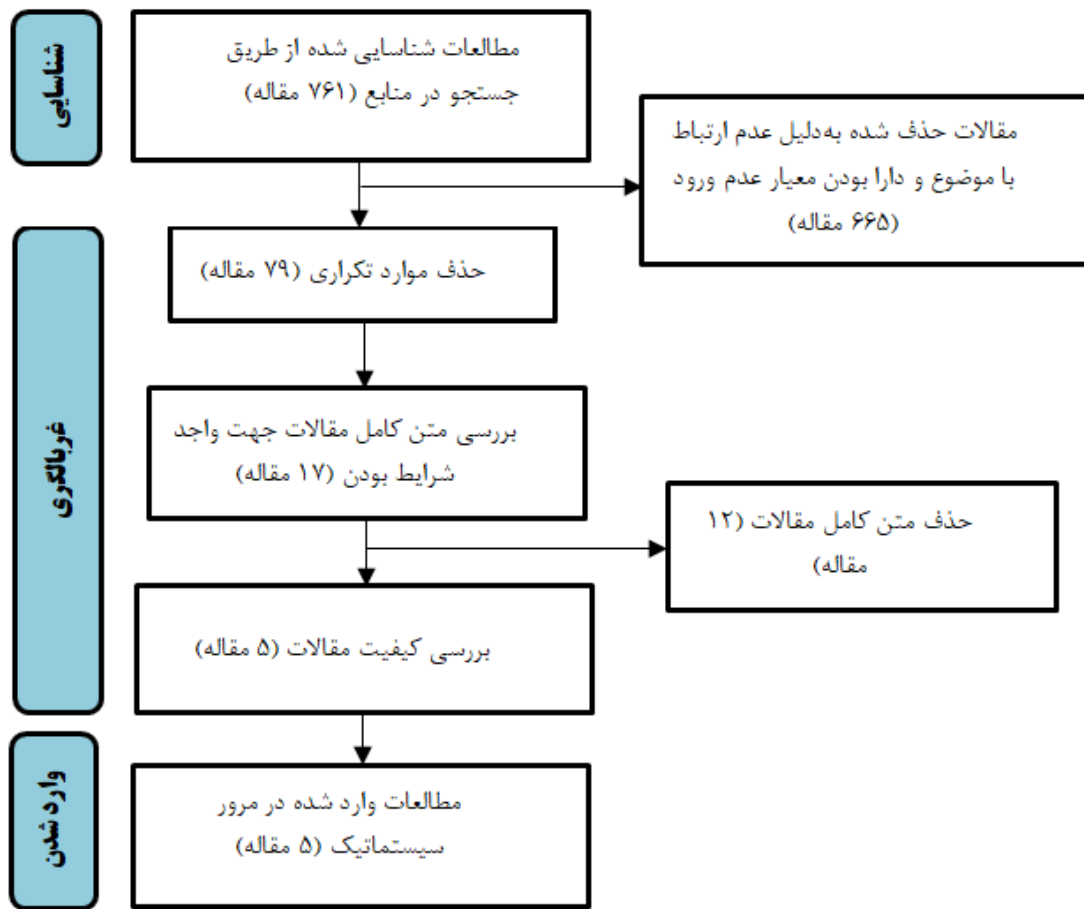 شناسایی
مطالعات شناسایی شده از طریق
جستجو در منابع (۷۶۱ مقاله)
مقالات حذف شده به‌دلیل عدم ارتباط
با موضوع و دارا بودن معیار عدم ورود
(۶۶۵ مقاله)
غربالگری
حذف موارد تکراری (۷۹ مقاله)
بررسی متن کامل مقالات جهت واجد
شرایط بودن (۱۷ مقاله)
حذف متن کامل مقالات (۱۲
مقاله)
بررسی کیفیت مقالات (۵ مقاله)
وارد شدن
مطالعات وارد شده در مرور
سیستماتیک (۵ مقاله)